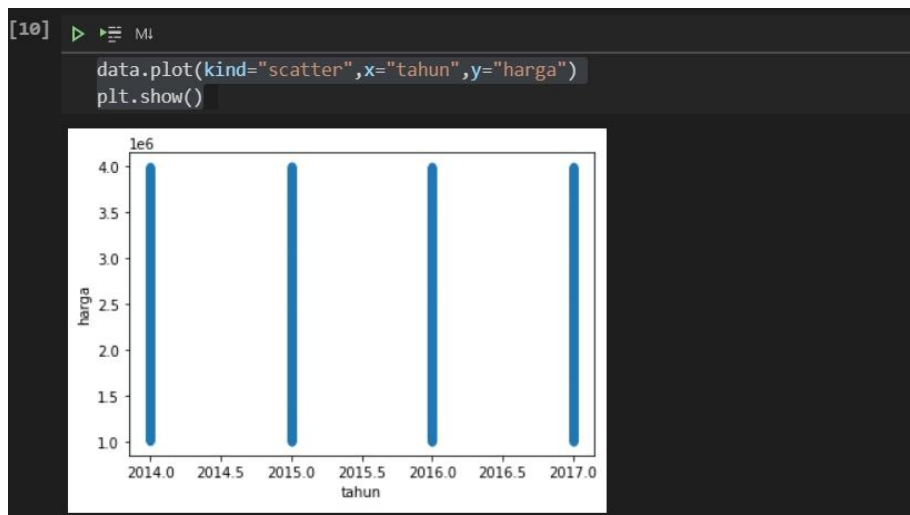 [10]
M↓
data.plot(kind="scatter",x="tahun",y="harga")
plt.show()
1e6
4.0
3.5
3.0
2.5
2.0
1.5
1.0
harga
2014.0 2014.5 2015.0 2015.5 2016.0 2016.5 2017.0
tahun